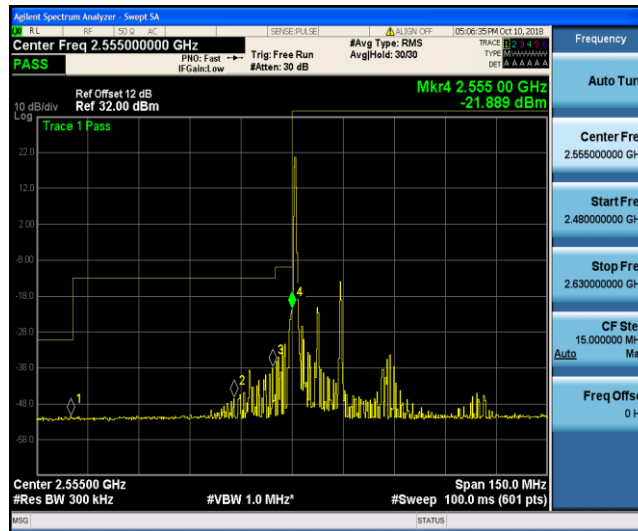 Agilent Spectrum Analyzer - Swept SA
RL RF 50 Ω AC SENSE:PULSE ALIGN OFF 05:06:35 PM Oct 10, 2018
Center Freq 2.555000000 GHz #Avg Type: RMS TRACE 1 2 3 4 5 6
PASS PNO: Fast Trig: Free Run Avg|Hold: 30/30 TYPE M
IFGain:Low #Atten: 30 dB DET A A A A A A
Mkr4 2.555 00 GHz
Ref Offset 12 dB
10 dB/div Ref 32.00 dBm -21.889 dBm
Log
Trace 1 Pass
22.0
12.0
2.00
-8.00
-18.0
4
-28.0
3
-38.0
2
1
-48.0
-58.0
Center 2.55500 GHz Span 150.0 MHz
#Res BW 300 kHz #VBW 1.0 MHz* #Sweep 100.0 ms (601 pts)
MSG STATUS
Frequency
Auto Tun
Center Fre
2.555000000 GH
Start Fre
2.480000000 GH
Stop Fre
2.630000000 GH
CF Ste
15.000000 MH
Auto Ma
Freq Offse
0 H